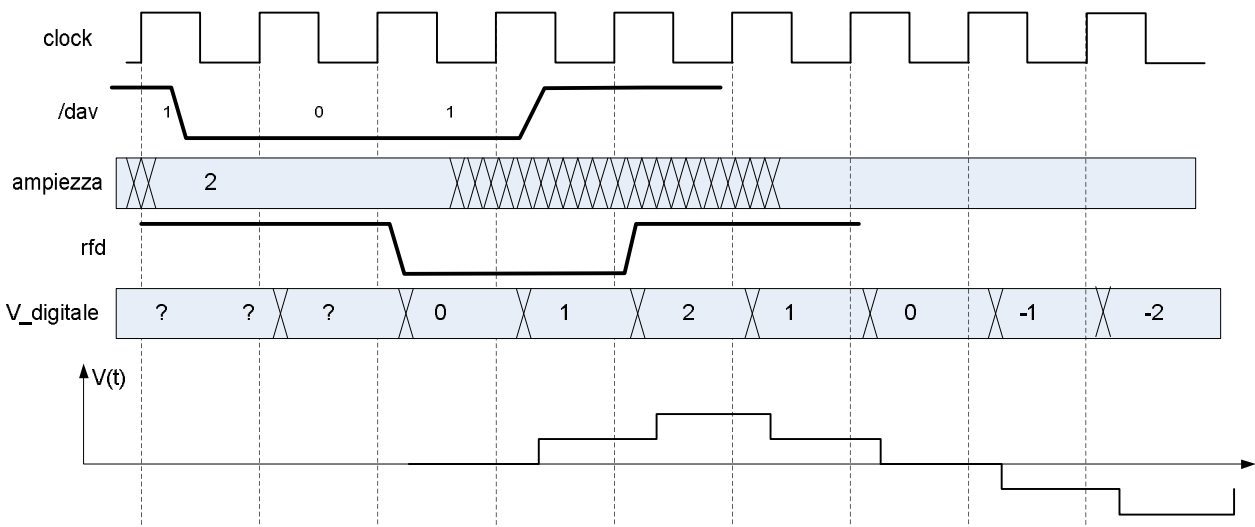 clock
/dav 1 0 1
ampiezza 2
rfd
V_digitale ? ? ? 0 1 2 1 0 -1 -2
V(t)